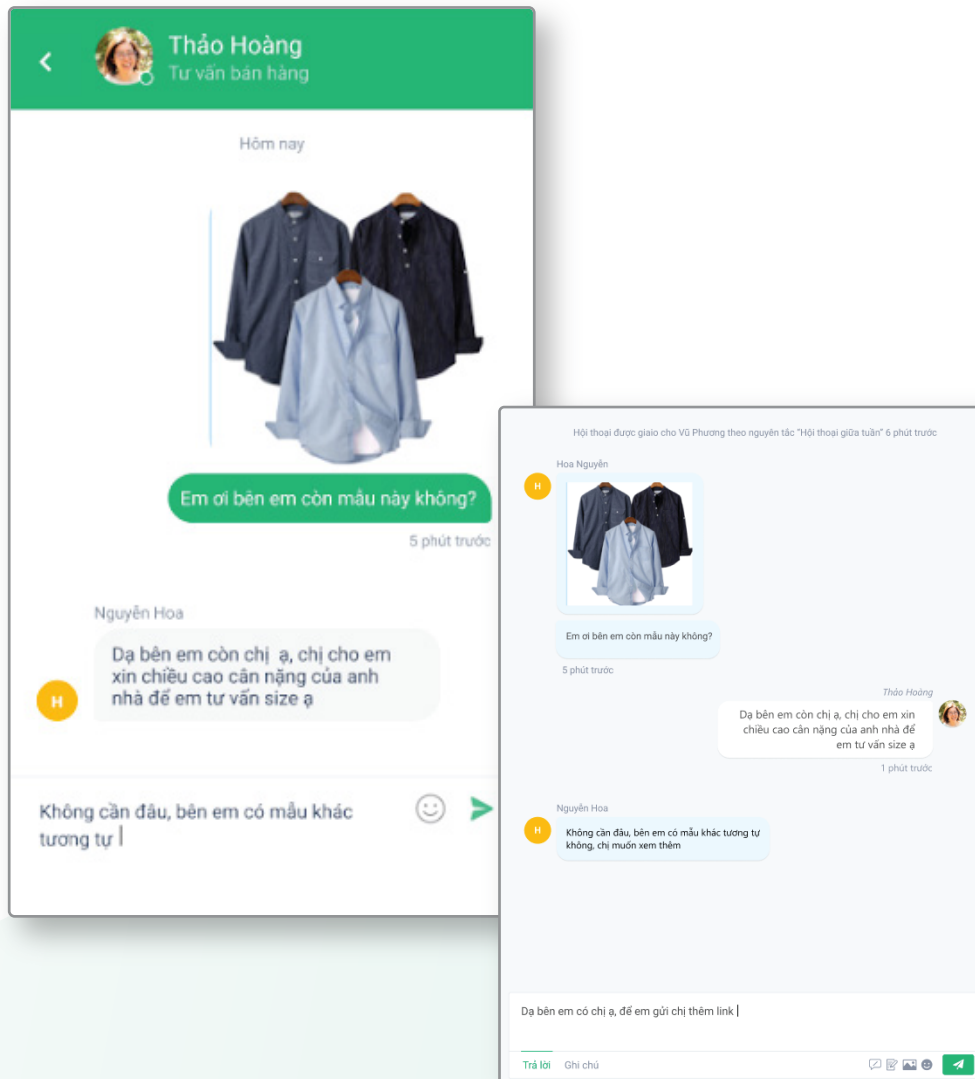 Thảo Hoàng
Tư vấn bán hàng
Hôm nay
Em ơi bên em còn mẫu này không?
5 phút trước
Nguyễn Hoa
Dạ bên em còn chị ạ, chị cho em
xin chiều cao cân nặng của anh
nhà để em tư vấn size ạ
H
Không cần đâu, bên em có mẫu khác
tương tự
Hội thoại được giaio cho Vũ Phương theo nguyên tắc "Hội thoại giữa tuần" 6 phút trước
Hoa Nguyễn
H
Em ơi bên em còn mẫu này không?
5 phút trước
Thảo Hoàng
Dạ bên em còn chị ạ, chị cho em xin
chiều cao cân nặng của anh nhà để
em tư vấn size ạ
1 phút trước
Nguyễn Hoa
H
Không cần đâu, bên em có mẫu khác tương tự
không, chị muốn xem thêm
Dạ bên em có chị ạ, để em gửi chị thêm link
Trả lời Ghi chú